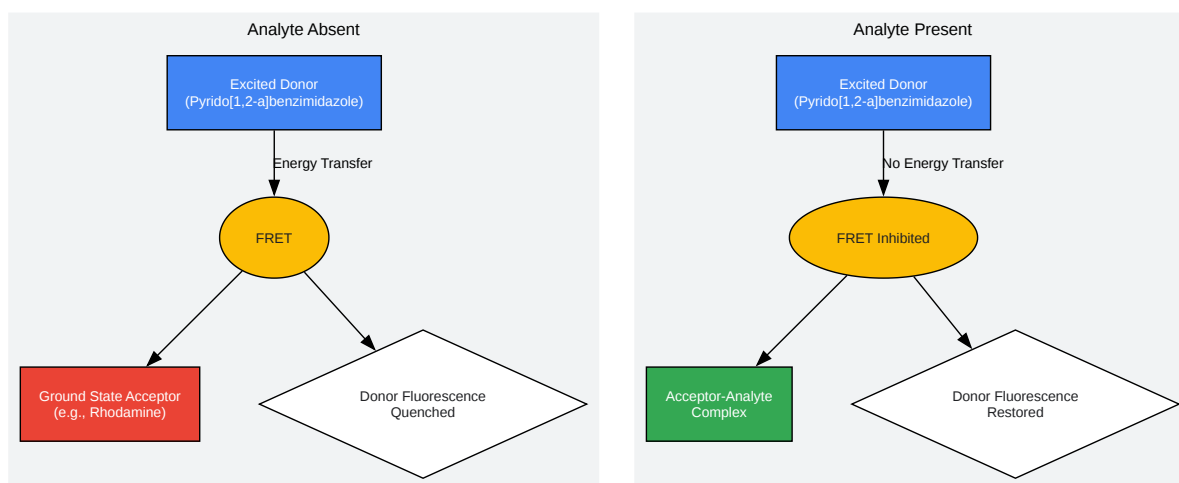 Analyte Absent
Excited Donor
(Pyrido[1,2-a]benzimidazole)
Energy Transfer
FRET
Ground State Acceptor
(e.g., Rhodamine)
Donor Fluorescence
Quenched
Analyte Present
Excited Donor
(Pyrido[1,2-a]benzimidazole)
No Energy Transfer
FRET Inhibited
Acceptor-Analyte
Complex
Donor Fluorescence
Restored